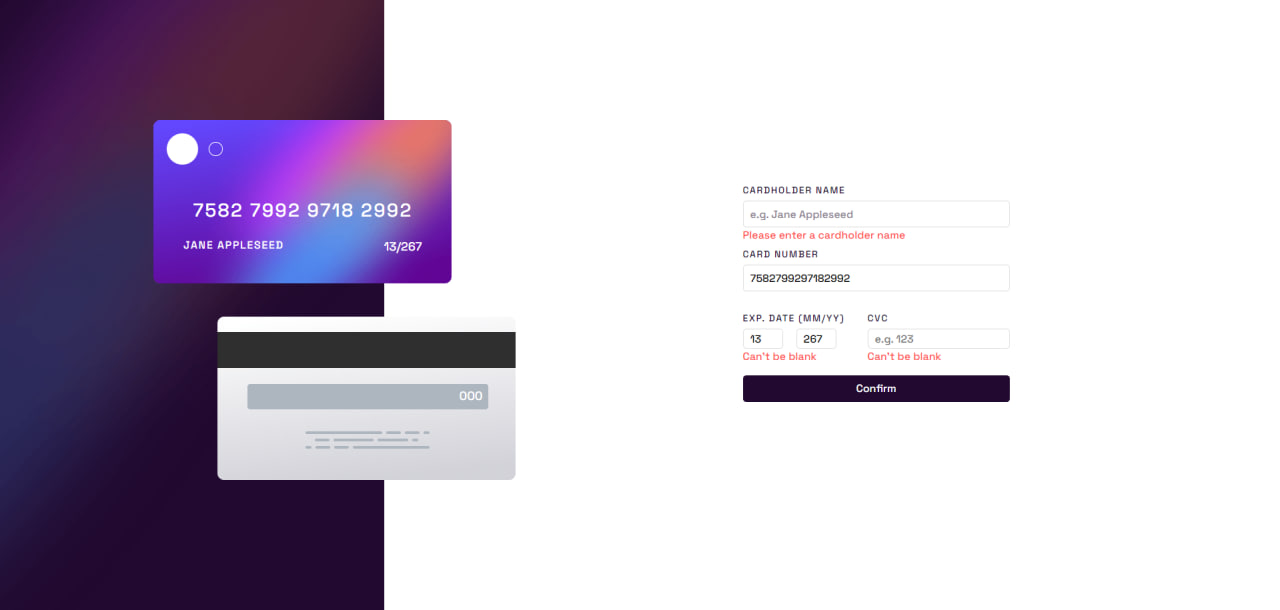 7582 7992 9718 2992
JANE APPLESEED 13/267
000
CARDHOLDER NAME
e.g. Jane Appleseed
Please enter a cardholder name
CARD NUMBER
7582799297182992
EXP. DATE (MM/YY) CVC
13 267 e.g. 123
Can't be blank Can't be blank
Confirm